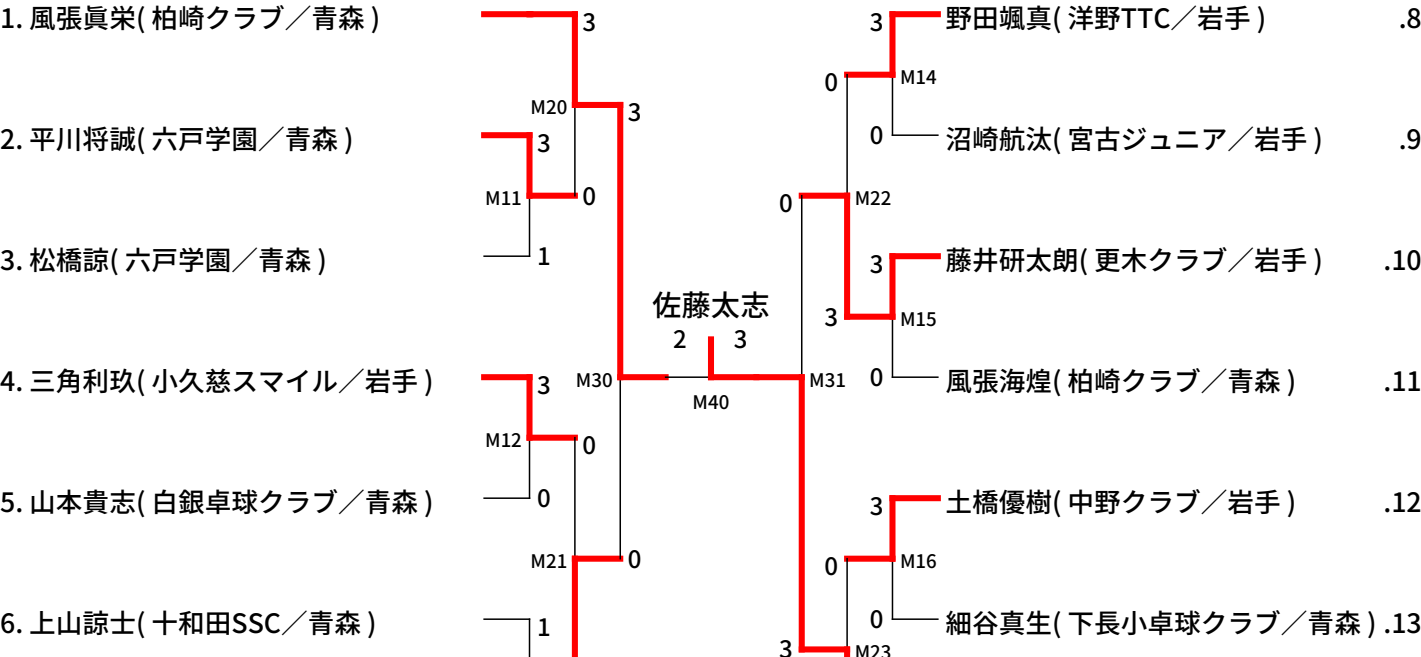 1. 風張眞栄( 柏崎クラブ／青森 )
3
3
野田颯真( 洋野TTC／岩手 )
.8
0
M14
M20
3
2. 平川将誠( 六戸学園／青森 )
3
0
沼崎航汰( 宮古ジュニア／岩手 )
.9
M11
0
0
M22
3. 松橋諒( 六戸学園／青森 )
1
3
藤井研太朗( 更木クラブ／岩手 )
.10
佐藤太志
2
3
3
M15
4. 三角利玖( 小久慈スマイル／岩手 )
3
M30
M40
M31
0
風張海煌( 柏崎クラブ／青森 )
.11
M12
0
5. 山本貴志( 白銀卓球クラブ／青森 )
0
3
土橋優樹( 中野クラブ／岩手 )
.12
M21
0
0
M16
6. 上山諒士( 十和田SSC／青森 )
1
0
細谷真生( 下長小卓球クラブ／青森 )
.13
3
M23